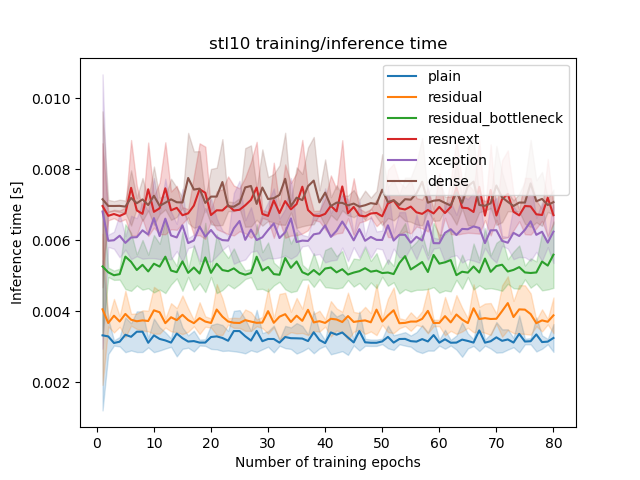 stl10 training/inference time
Inference time [s]
0.010
0.008
0.006
0.004
0.002
plain
residual
residual_bottleneck
resnext
xception
dense
0 10 20 30 40 50 60 70 80
Number of training epochs